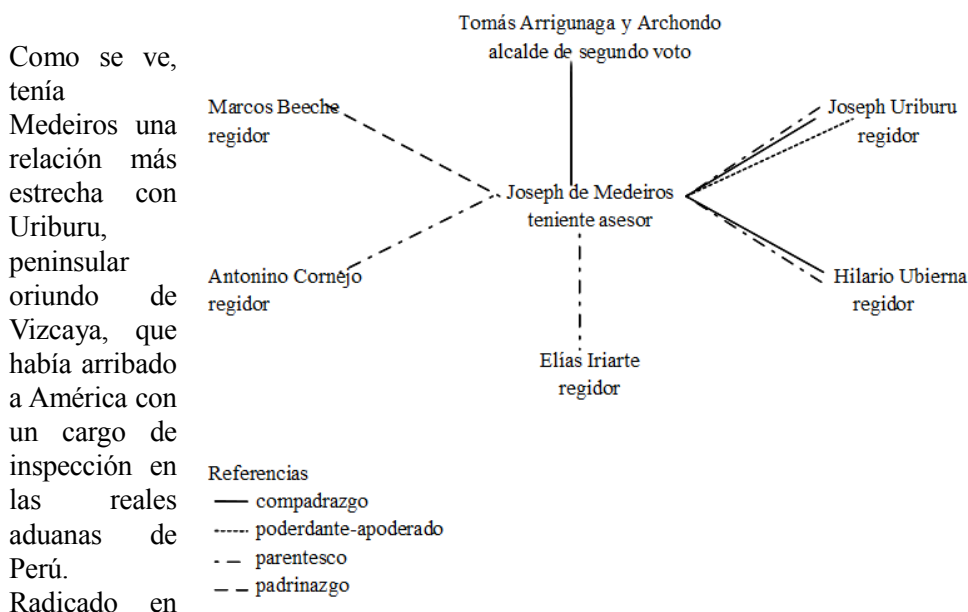 Como se ve,
tenía
Medeiros una
relación más
estrecha con
Uriburu,
peninsular
oriundo de
Vizcaya, que
había arribado
a América con
un cargo de
inspección en
las reales
aduanas de
Perú.
Radicado en
Tomás Arrigunaga y Archondo
alcalde de segundo voto
Marcos Beeche
regidor
Joseph Uriburu
regidor
Joseph de Medeiros
teniente asesor
Antonino Cornejo
regidor
Hilario Ubierna
regidor
Elías Iriarte
regidor
Referencias
compadrazgo
poderdante-apoderado
parentesco
padrinazgo